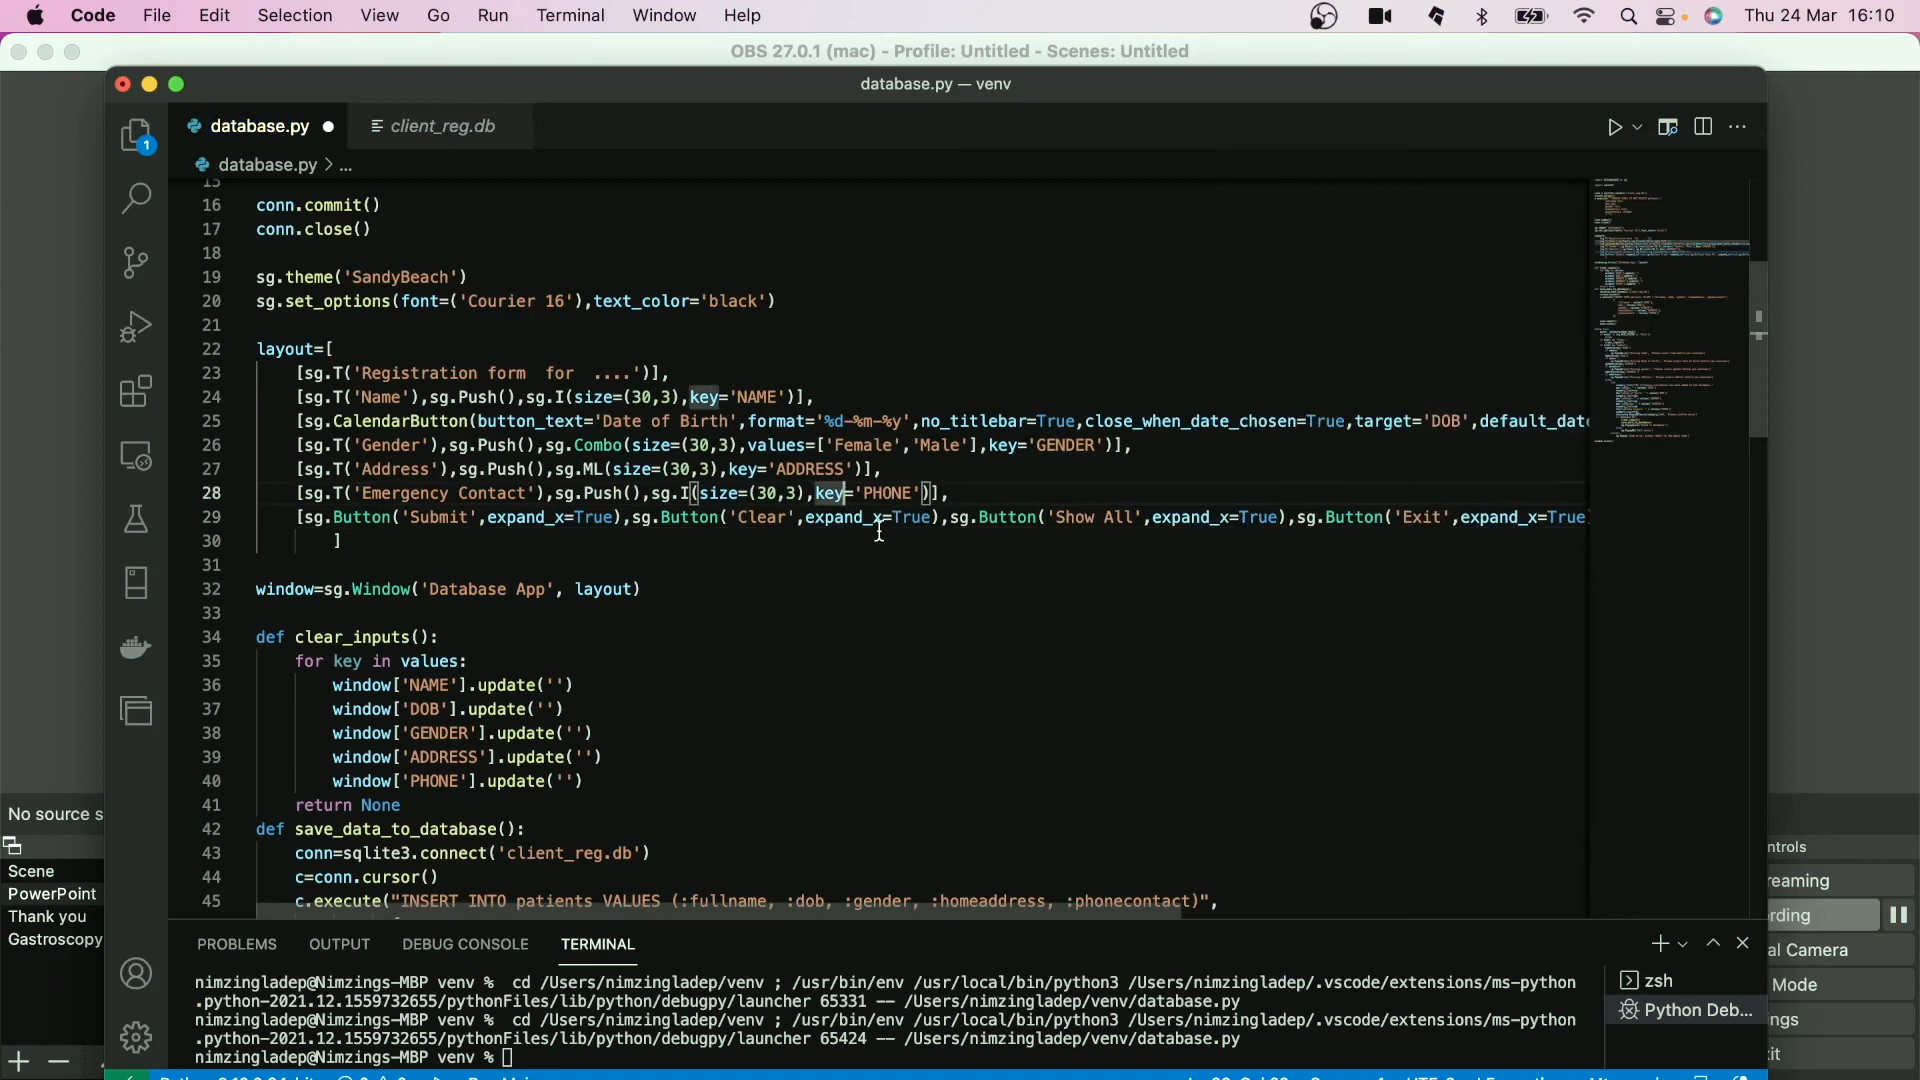 Code File Edit Selection View Go Run Terminal Window Help Thu 24 Mar 16:10
OBS 27.0.1 (mac) - Profile: Untitled - Scenes: Untitled
database.py — venv
database.py client_reg.db
database.py > ...
15
16 conn.commit()
17 conn.close()
18
19 sg.theme('SandyBeach')
20 sg.set_options(font=('Courier 16'),text_color='black')
21
22 layout=[
23 [sg.T('Registration form  for  ....')],
24 [sg.T('Name'),sg.Push(),sg.I(size=(30,3),key='NAME')],
25 [sg.CalendarButton(button_text='Date of Birth',format='%d-%m-%y',no_titlebar=True,close_when_date_chosen=True,target='DOB',default_date
26 [sg.T('Gender'),sg.Push(),sg.Combo(size=(30,3),values=['Female','Male'],key='GENDER')],
27 [sg.T('Address'),sg.Push(),sg.ML(size=(30,3),key='ADDRESS')],
28 [sg.T('Emergency Contact'),sg.Push(),sg.I(size=(30,3),key='PHONE')],
29 [sg.Button('Submit',expand_x=True),sg.Button('Clear',expand_x=True),sg.Button('Show All',expand_x=True),sg.Button('Exit',expand_x=True
30 ]
31
32 window=sg.Window('Database App', layout)
33
34 def clear_inputs():
35 for key in values:
36 window['NAME'].update('')
37 window['DOB'].update('')
38 window['GENDER'].update('')
39 window['ADDRESS'].update('')
40 window['PHONE'].update('')
41 return None
42 def save_data_to_database():
43 conn=sqlite3.connect('client_reg.db')
44 c=conn.cursor()
45 c.execute("INSERT INTO patients VALUES (:fullname, :dob, :gender, :homeaddress, :phonecontact)",
PROBLEMS OUTPUT DEBUG CONSOLE TERMINAL
nimzingladep@Nimzings-MBP venv %  cd /Users/nimzingladep/venv ; /usr/bin/env /usr/local/bin/python3 /Users/nimzingladep/.vscode/extensions/ms-python
.python-2021.12.1559732655/pythonFiles/lib/python/debugpy/launcher 65331 -- /Users/nimzingladep/venv/database.py
nimzingladep@Nimzings-MBP venv %  cd /Users/nimzingladep/venv ; /usr/bin/env /usr/local/bin/python3 /Users/nimzingladep/.vscode/extensions/ms-python
.python-2021.12.1559732655/pythonFiles/lib/python/debugpy/launcher 65424 -- /Users/nimzingladep/venv/database.py
nimzingladep@Nimzings-MBP venv %
zsh
Python Deb...
1
No source s
Scene
PowerPoint
Thank you
Gastroscopy
ntrols
reaming
rding
al Camera
Mode
ngs
it